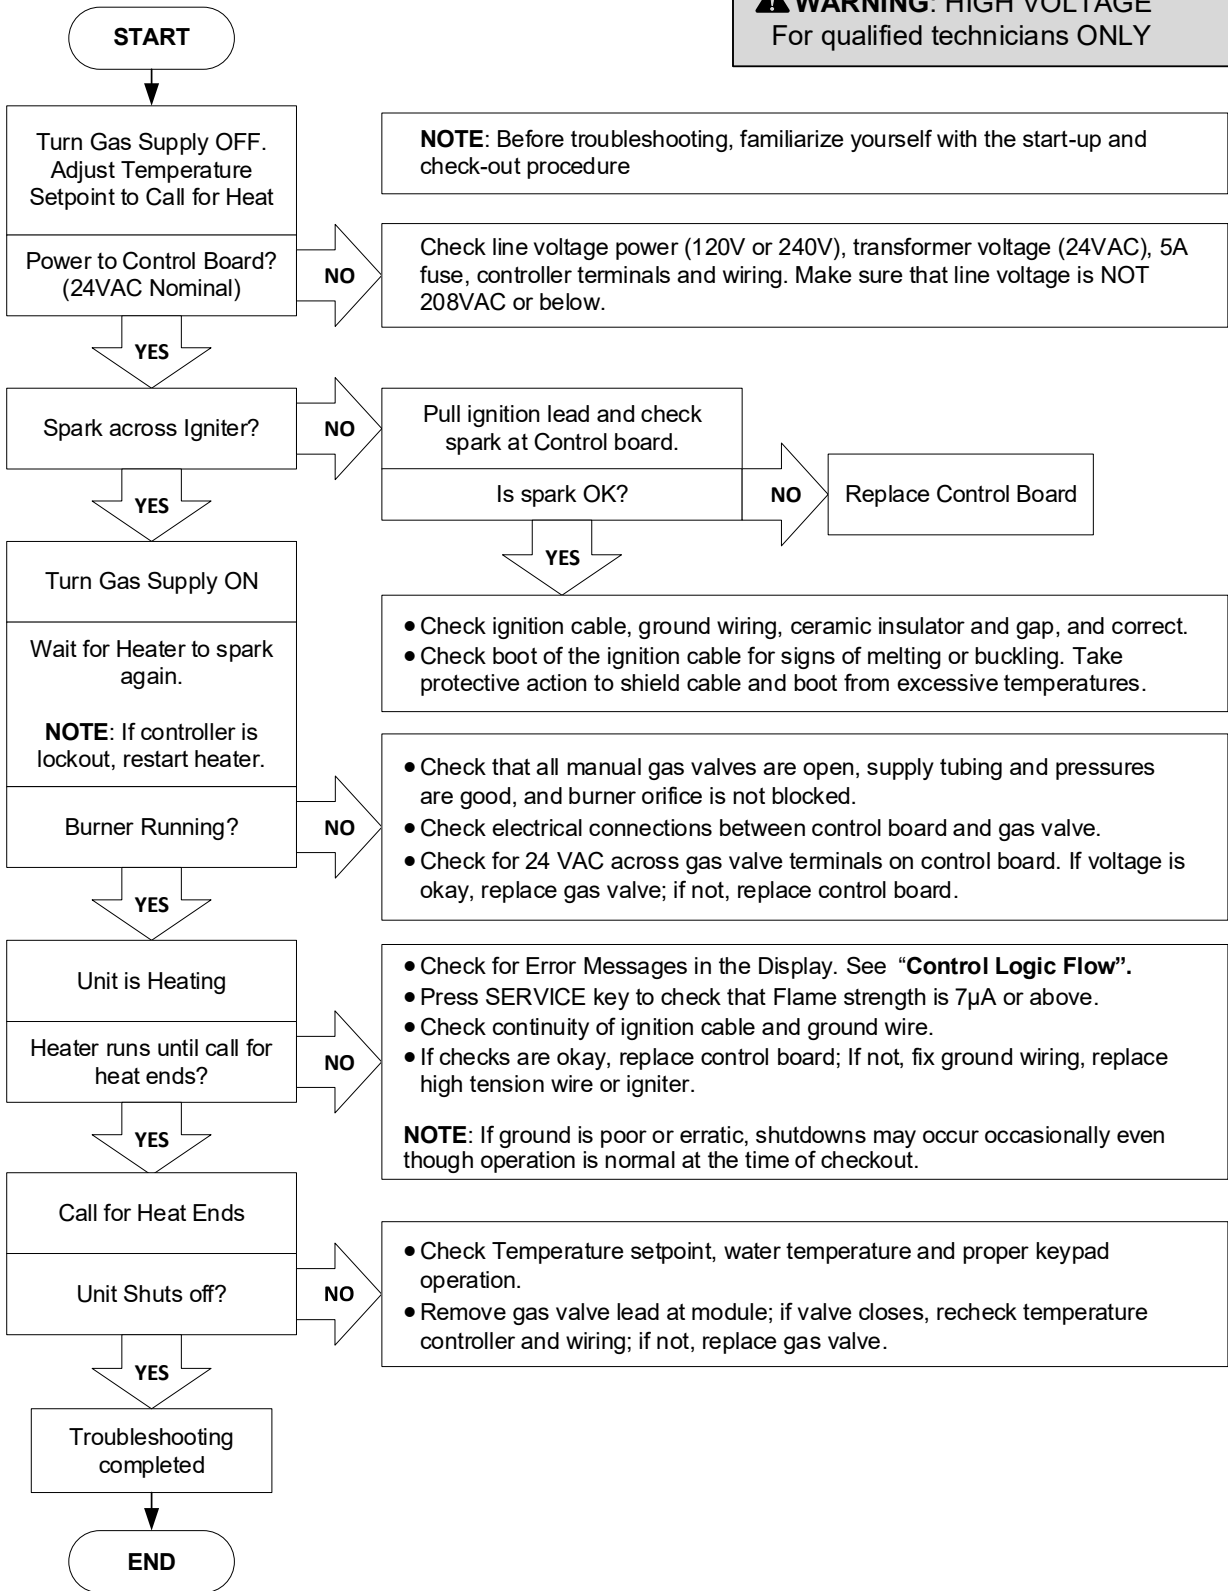 ⚠ WARNING: HIGH VOLTAGE
For qualified technicians ONLY
START
Turn Gas Supply OFF.
Adjust Temperature
Setpoint to Call for Heat
NOTE: Before troubleshooting, familiarize yourself with the start-up and
check-out procedure
Power to Control Board?
(24VAC Nominal)
NO
Check line voltage power (120V or 240V), transformer voltage (24VAC), 5A
fuse, controller terminals and wiring. Make sure that line voltage is NOT
208VAC or below.
YES
Spark across Igniter?
NO
Pull ignition lead and check
spark at Control board.
Is spark OK?
NO
Replace Control Board
YES
YES
Turn Gas Supply ON
Wait for Heater to spark
again.
NOTE: If controller is
lockout, restart heater.
• Check ignition cable, ground wiring, ceramic insulator and gap, and correct.
• Check boot of the ignition cable for signs of melting or buckling. Take
protective action to shield cable and boot from excessive temperatures.
Burner Running?
NO
• Check that all manual gas valves are open, supply tubing and pressures
are good, and burner orifice is not blocked.
• Check electrical connections between control board and gas valve.
• Check for 24 VAC across gas valve terminals on control board. If voltage is
okay, replace gas valve; if not, replace control board.
YES
Unit is Heating
Heater runs until call for
heat ends?
NO
• Check for Error Messages in the Display. See “Control Logic Flow”.
• Press SERVICE key to check that Flame strength is 7µA or above.
• Check continuity of ignition cable and ground wire.
• If checks are okay, replace control board; If not, fix ground wiring, replace
high tension wire or igniter.
NOTE: If ground is poor or erratic, shutdowns may occur occasionally even
though operation is normal at the time of checkout.
YES
Call for Heat Ends
Unit Shuts off?
NO
• Check Temperature setpoint, water temperature and proper keypad
operation.
• Remove gas valve lead at module; if valve closes, recheck temperature
controller and wiring; if not, replace gas valve.
YES
Troubleshooting
completed
END